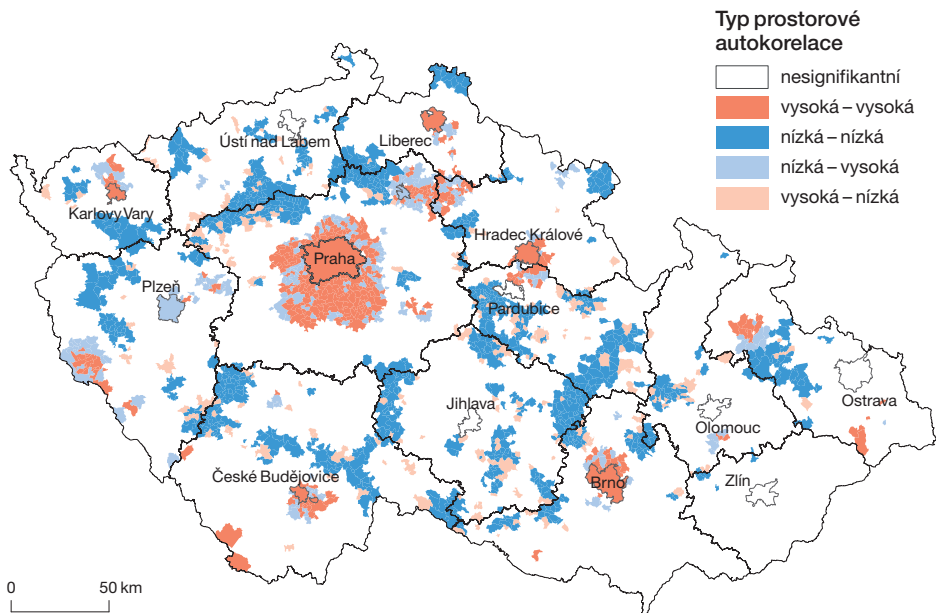 Typ prostorové
autokorelace
nesignifikantní
vysoká – vysoká
nízká – nízká
nízká – vysoká
vysoká – nízká
Ústí nad Labem
Liberec
Karlovy Vary
Hradec Králové
Praha
Plzeň
Pardubice
Jihlava
Ostrava
Olomouc
České Budějovice
Brno
Zlín
0 50 km